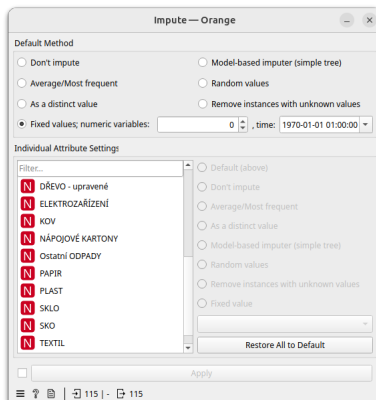 Impute — Orange
Default Method
Don't impute
Model-based imputer (simple tree)
Average/Most frequent
Random values
As a distinct value
Remove instances with unknown values
Fixed values; numeric variables: 0 , time: 1970-01-01 01:00:00
Individual Attribute Settings
Filter...
N DŘEVO - upravené
N ELEKTROZAŘÍZENÍ
N KOV
N NÁPOJOVÉ KARTONY
N Ostatní ODPADY
N PAPIR
N PLAST
N SKLO
N SKO
N TEXTIL
Default (above)
Don't impute
Average/Most frequent
As a distinct value
Model-based imputer (simple tree)
Random values
Remove instances with unknown values
Fixed value
Restore All to Default
Apply
115 | - 115